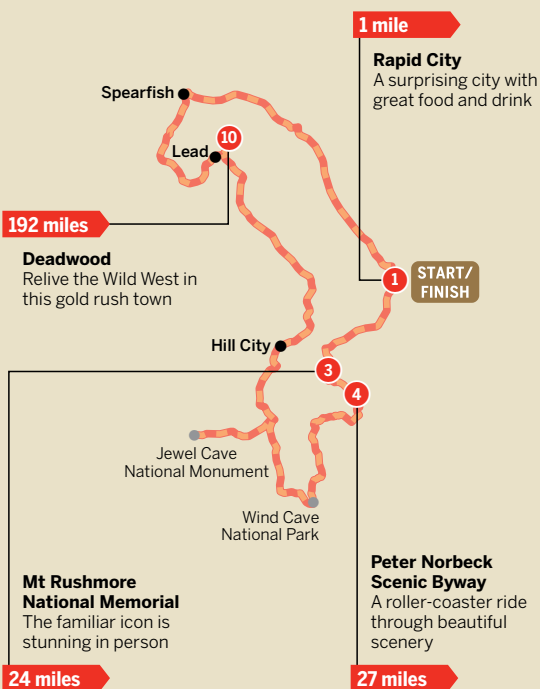 1 mile
Rapid City
A surprising city with
great food and drink
Spearfish
10
Lead
192 miles
Deadwood
Relive the Wild West in
this gold rush town
1
START/
FINISH
Hill City
3
4
Jewel Cave
National Monument
Wind Cave
National Park
Mt Rushmore
National Memorial
The familiar icon is
stunning in person
24 miles
Peter Norbeck
Scenic Byway
A roller-coaster ride
through beautiful
scenery
27 miles